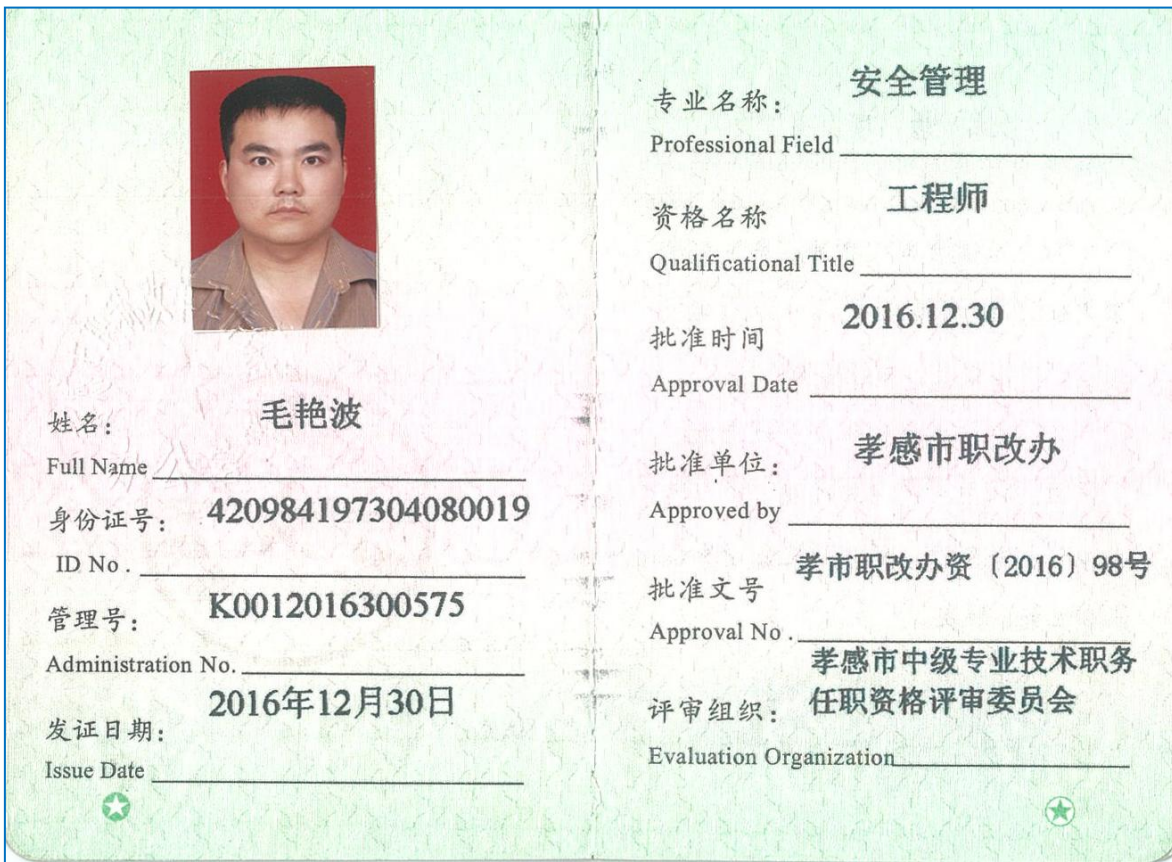 姓名：
毛艳波
Full Name
身份证号：
420984197304080019
ID No .
管理号：
K0012016300575
Administration No.
发证日期：
2016年12月30日
Issue Date
专业名称：
安全管理
Professional Field
资格名称
工程师
Qualificational Title
批准时间
2016.12.30
Approval Date
批准单位：
孝感市职改办
Approved by
批准文号
孝市职改办资〔2016〕98号
Approval No .
评审组织：
孝感市中级专业技术职务
任职资格评审委员会
Evaluation Organization